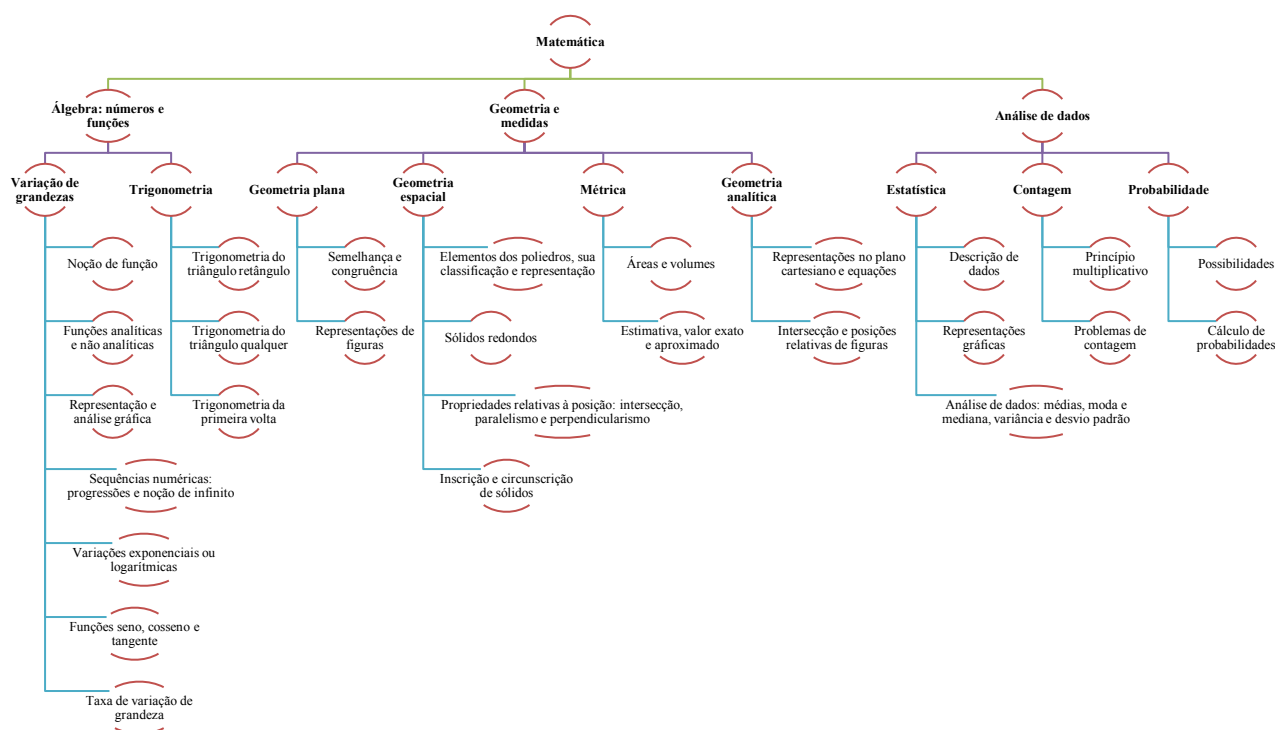 Matemática
Álgebra: números e
funções
Geometria e
medidas
Análise de dados
Variação de
grandezas
Trigonometria
Geometria plana
Geometria
espacial
Métrica
Geometria
analítica
Estatística
Contagem
Probabilidade
Noção de função
Funções analíticas
e não analíticas
Representação e
análise gráfica
Sequências numéricas:
progressões e noção de infinito
Variações exponenciais ou
logarítmicas
Funções seno, cosseno e
tangente
Taxa de variação de
grandeza
Trigonometria do
triângulo retângulo
Trigonometria do
triângulo qualquer
Trigonometria da
primeira volta
Semelhança e
congruência
Representações de
figuras
Elementos dos poliedros, sua
classificação e representação
Sólidos redondos
Propriedades relativas à posição: intersecção,
paralelismo e perpendicularismo
Inscrição e circunscrição
de sólidos
Áreas e volumes
Estimativa, valor exato
e aproximado
Representações no plano
cartesiano e equações
Intersecção e posições
relativas de figuras
Descrição de
dados
Representações
gráficas
Análise de dados: médias, moda e
mediana, variância e desvio padrão
Princípio
multiplicativo
Problemas de
contagem
Possibilidades
Cálculo de
probabilidades